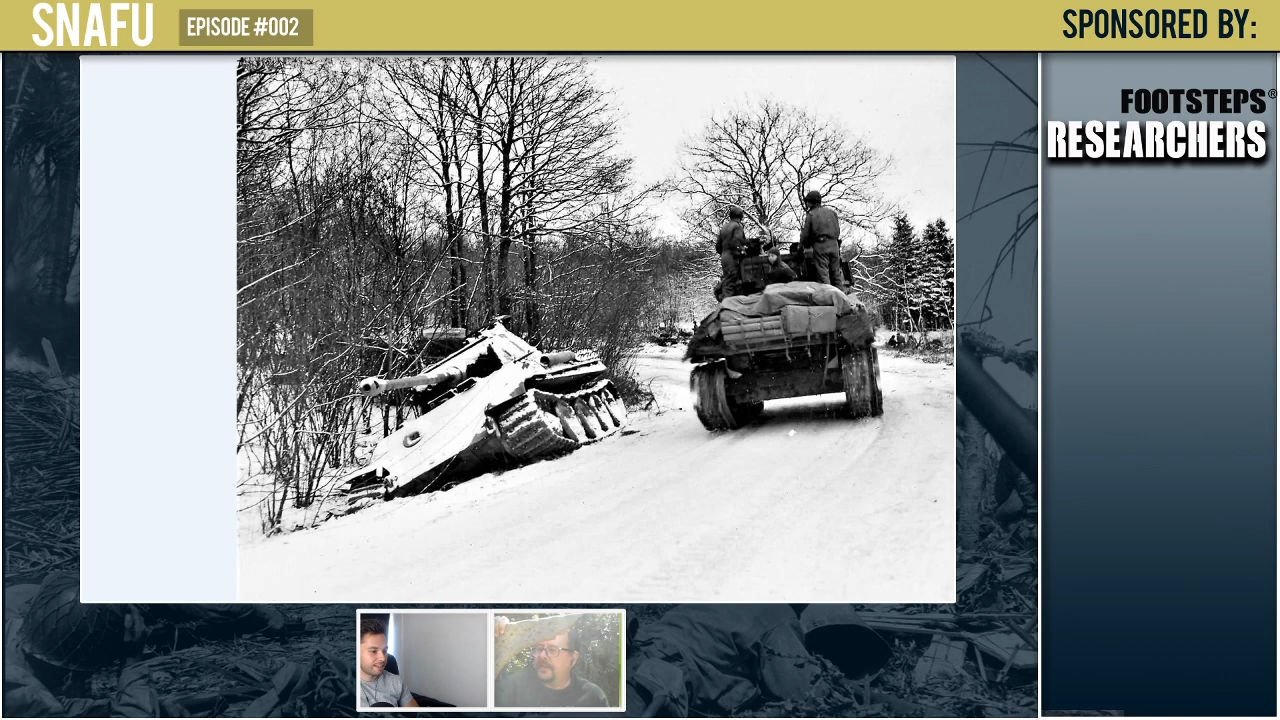 SNAFU
EPISODE #002
SPONSORED BY:
FOOTSTEPS®
RESEARCHERS